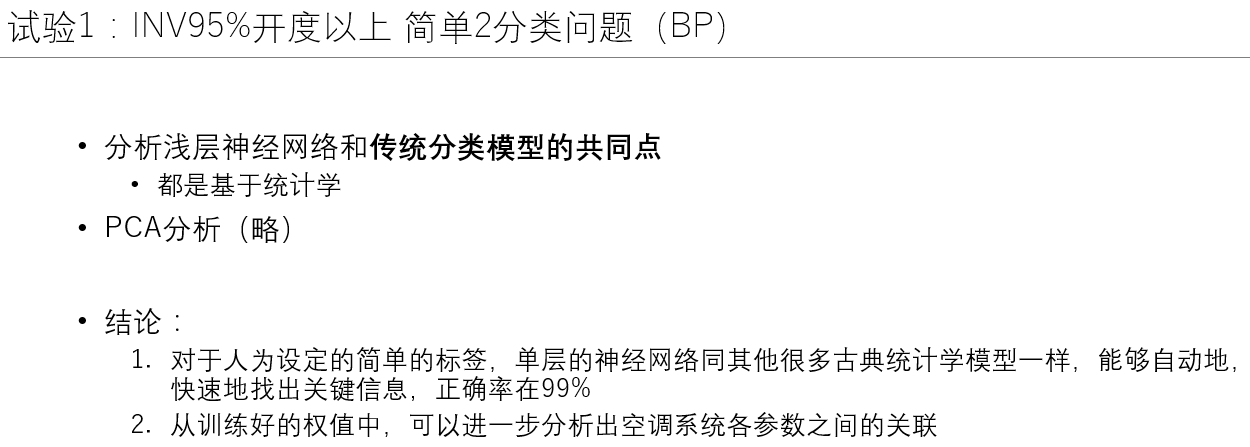 试验1：INV95%开度以上 简单2分类问题（BP）
• 分析浅层神经网络和传统分类模型的共同点
• 都是基于统计学
• PCA分析（略）
• 结论：
1. 对于人为设定的简单的标签，单层的神经网络同其他很多古典统计学模型一样，能够自动地，
快速地找出关键信息，正确率在99%
2. 从训练好的权值中，可以进一步分析出空调系统各参数之间的关联